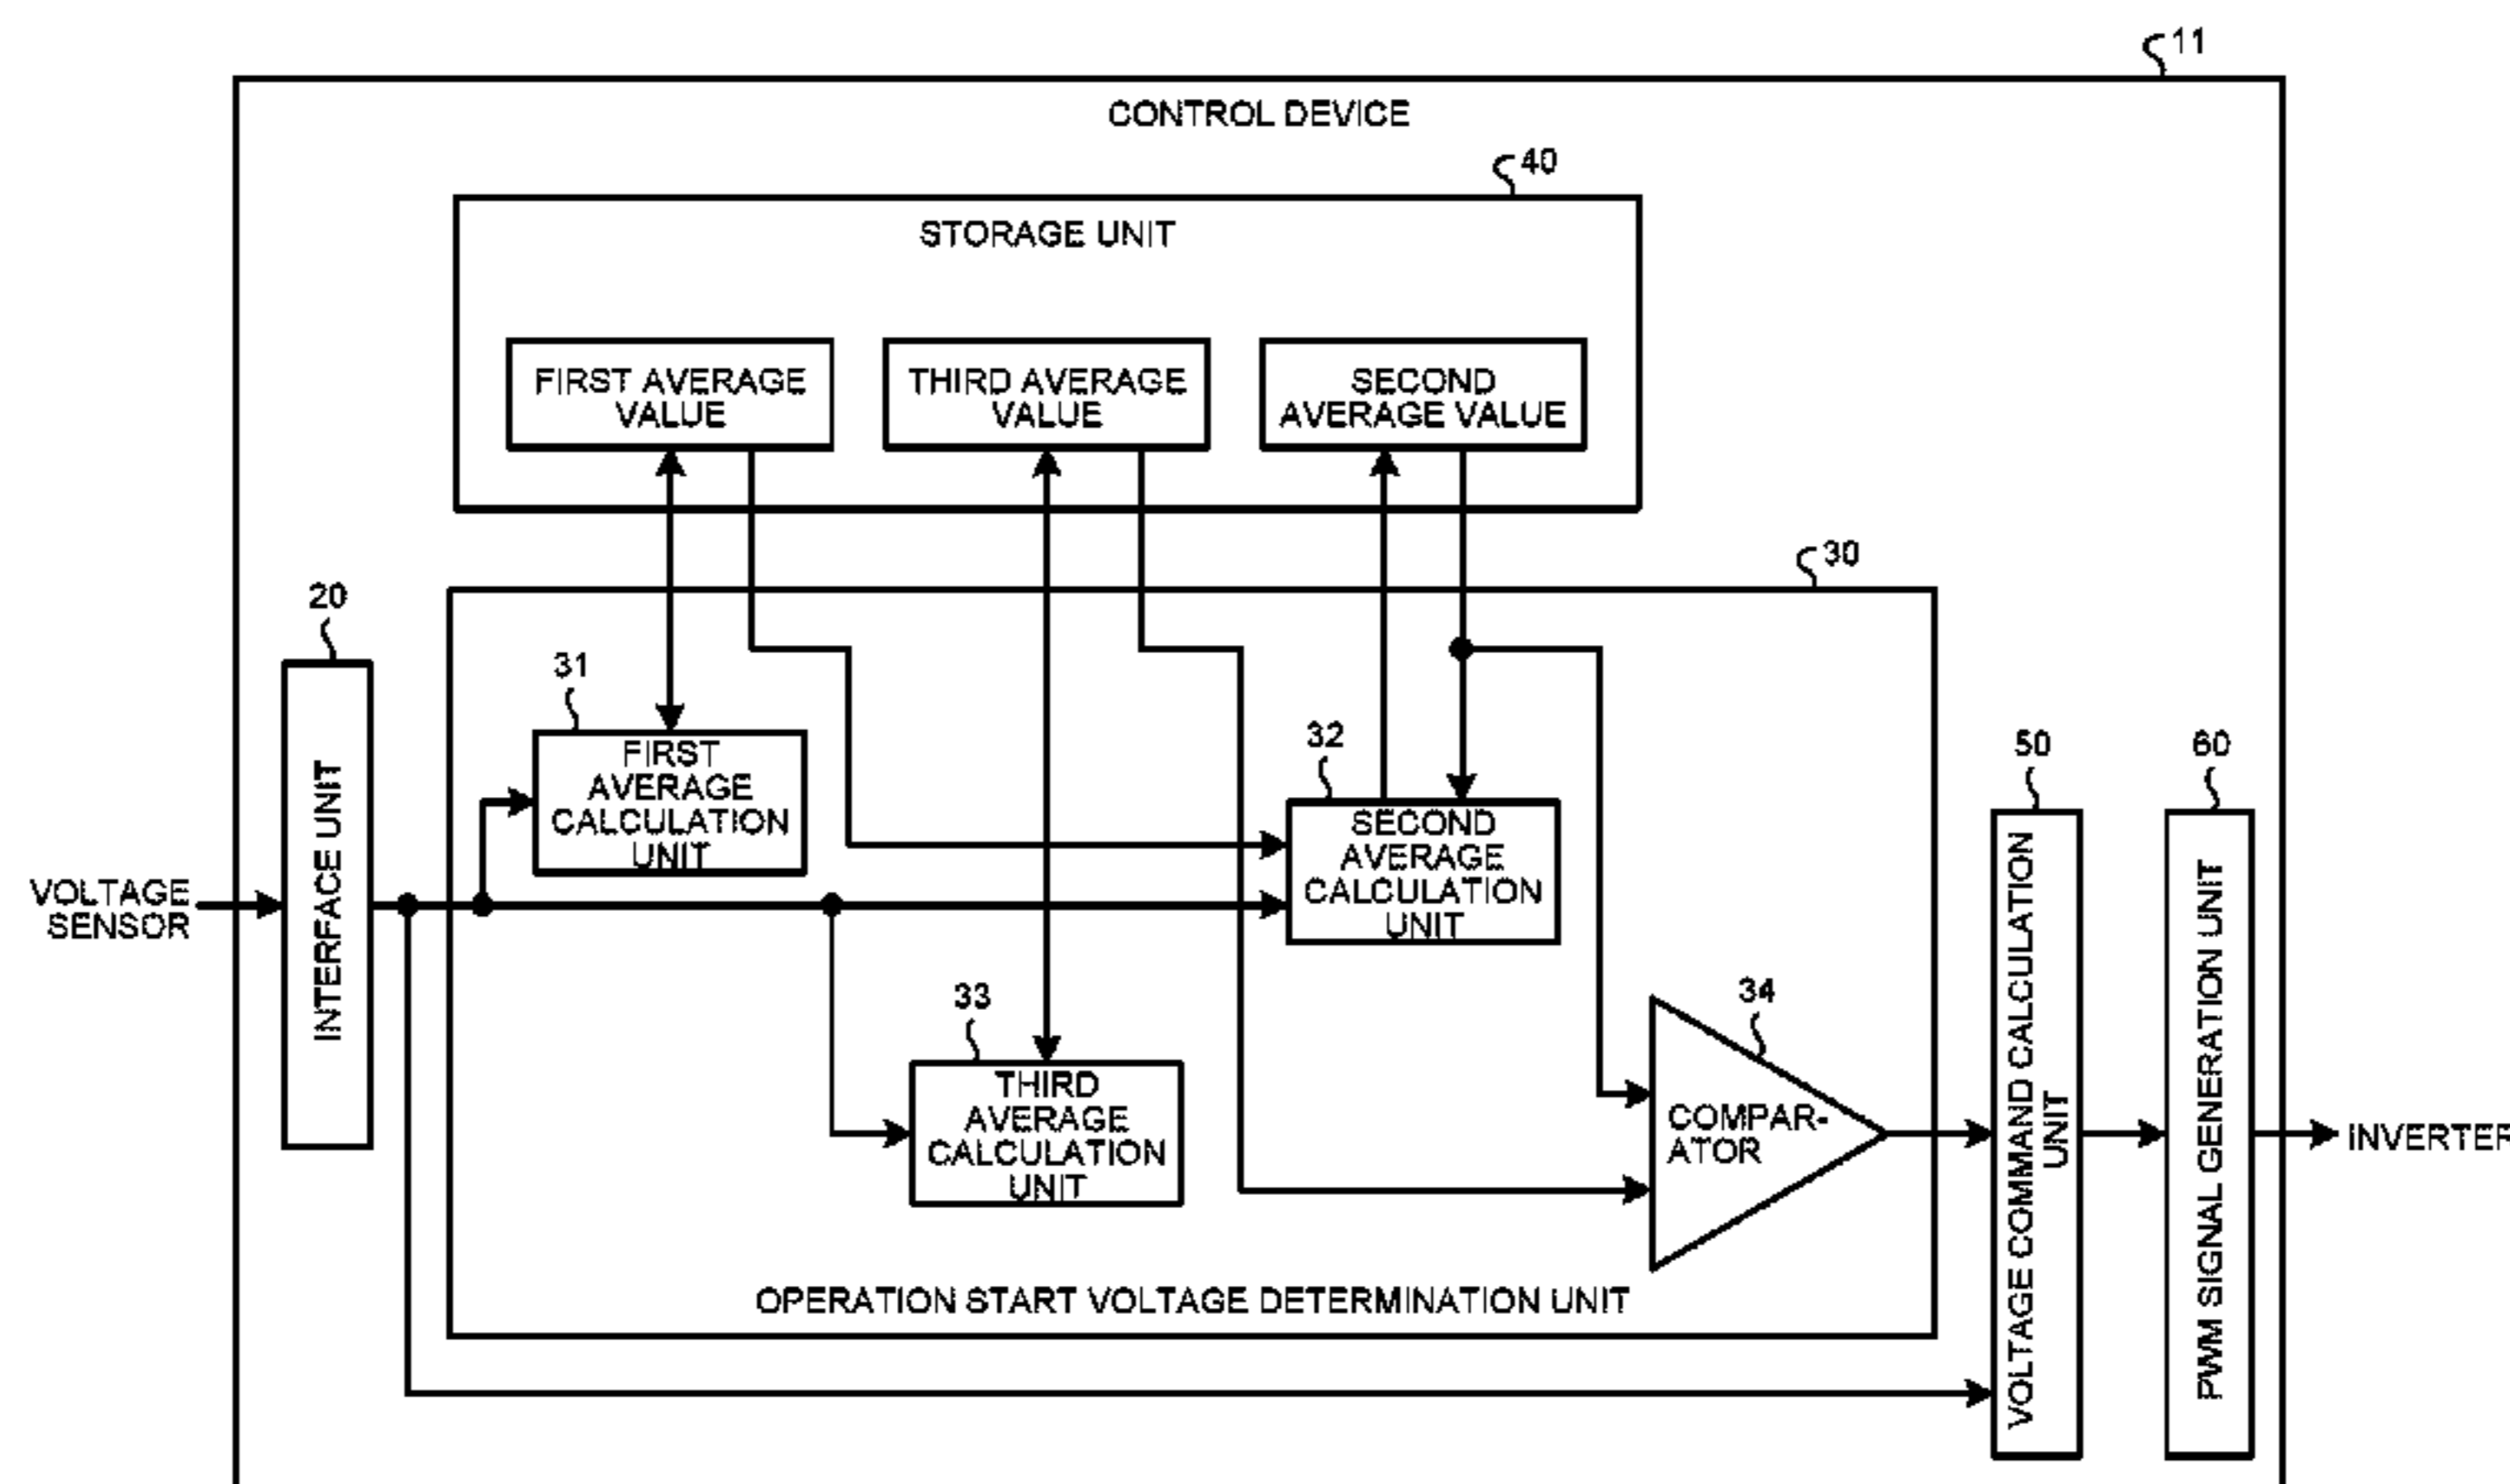 11
CONTROL DEVICE
40
STORAGE UNIT
FIRST AVERAGE
VALUE
THIRD AVERAGE
VALUE
SECOND
AVERAGE VALUE
30
20
INTERFACE UNIT
31
FIRST
AVERAGE
CALCULATION
UNIT
32
SECOND
AVERAGE
CALCULATION
UNIT
VOLTAGE
SENSOR
33
THIRD
AVERAGE
CALCULATION
UNIT
34
COMPAR-
ATOR
OPERATION START VOLTAGE DETERMINATION UNIT
50
VOLTAGE COMMAND CALCULATION
UNIT
60
PWM SIGNAL GENERATION UNIT
INVERTER